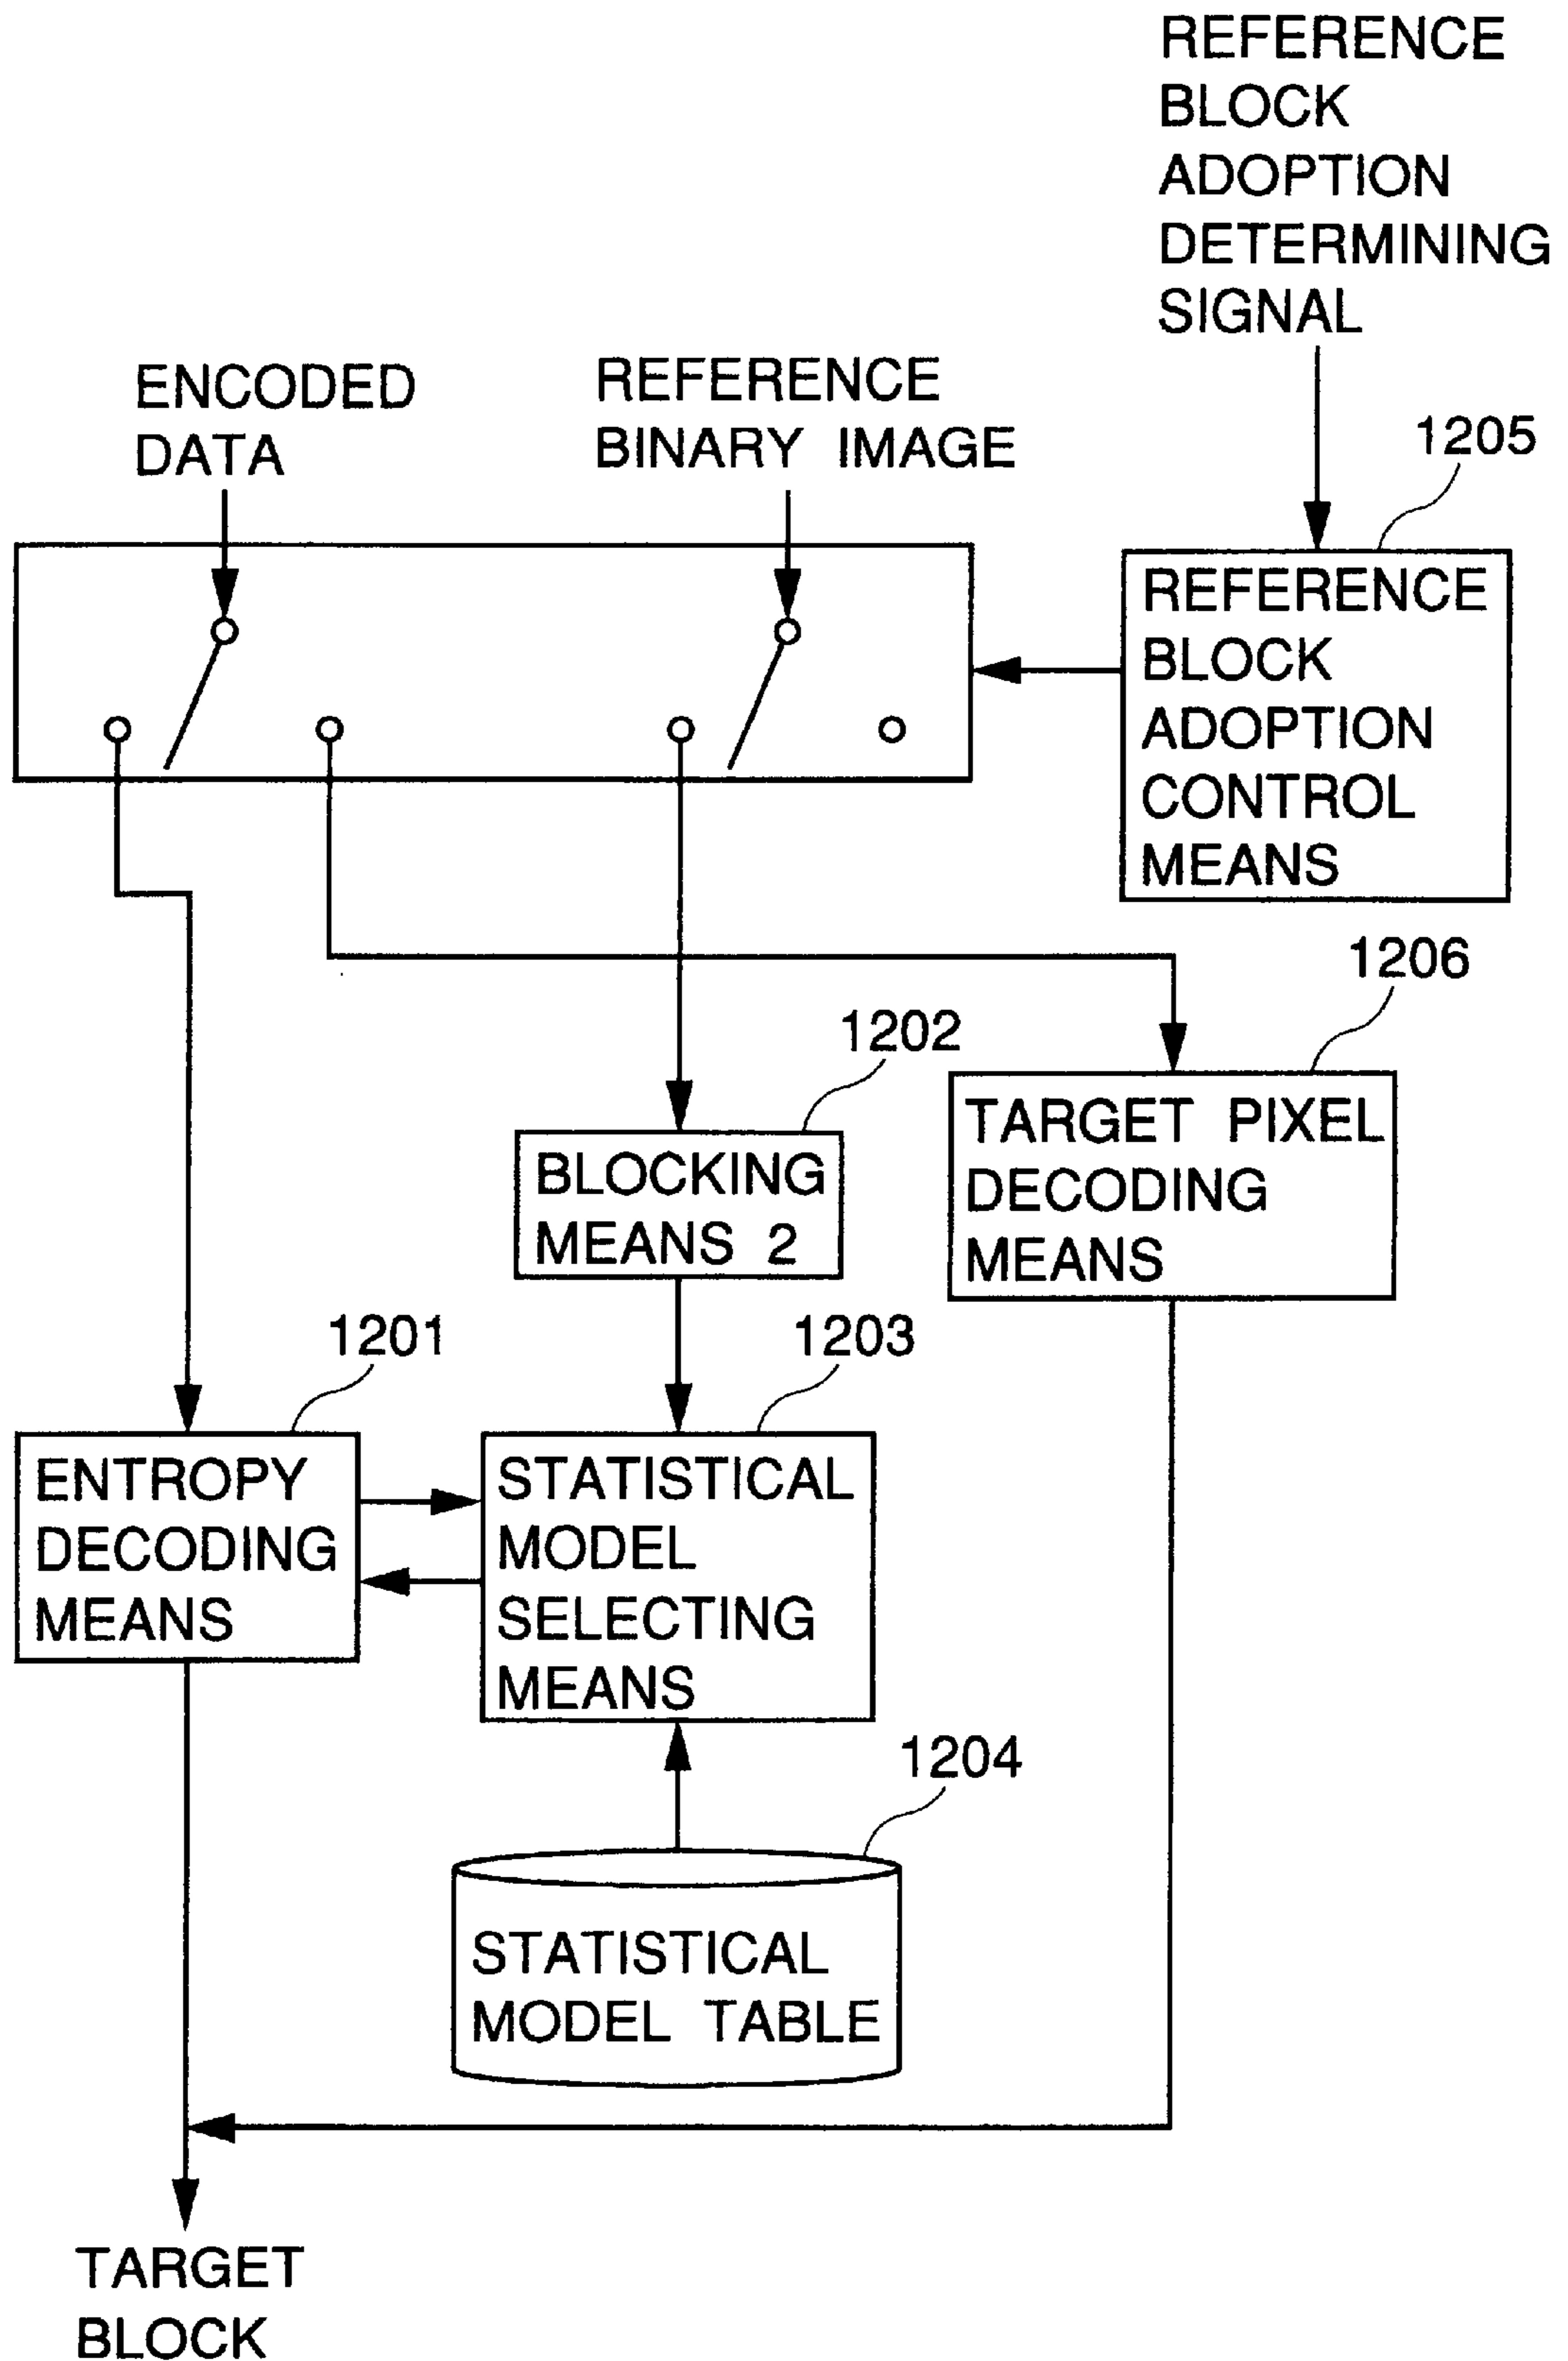 REFERENCE
BLOCK
ADOPTION
DETERMINING
SIGNAL
ENCODED
DATA
REFERENCE
BINARY IMAGE
1205
REFERENCE
BLOCK
ADOPTION
CONTROL
MEANS
1206
1202
TARGET PIXEL
DECODING
MEANS
BLOCKING
MEANS 2
1201
1203
ENTROPY
DECODING
MEANS
STATISTICAL
MODEL
SELECTING
MEANS
1204
STATISTICAL
MODEL TABLE
TARGET
BLOCK